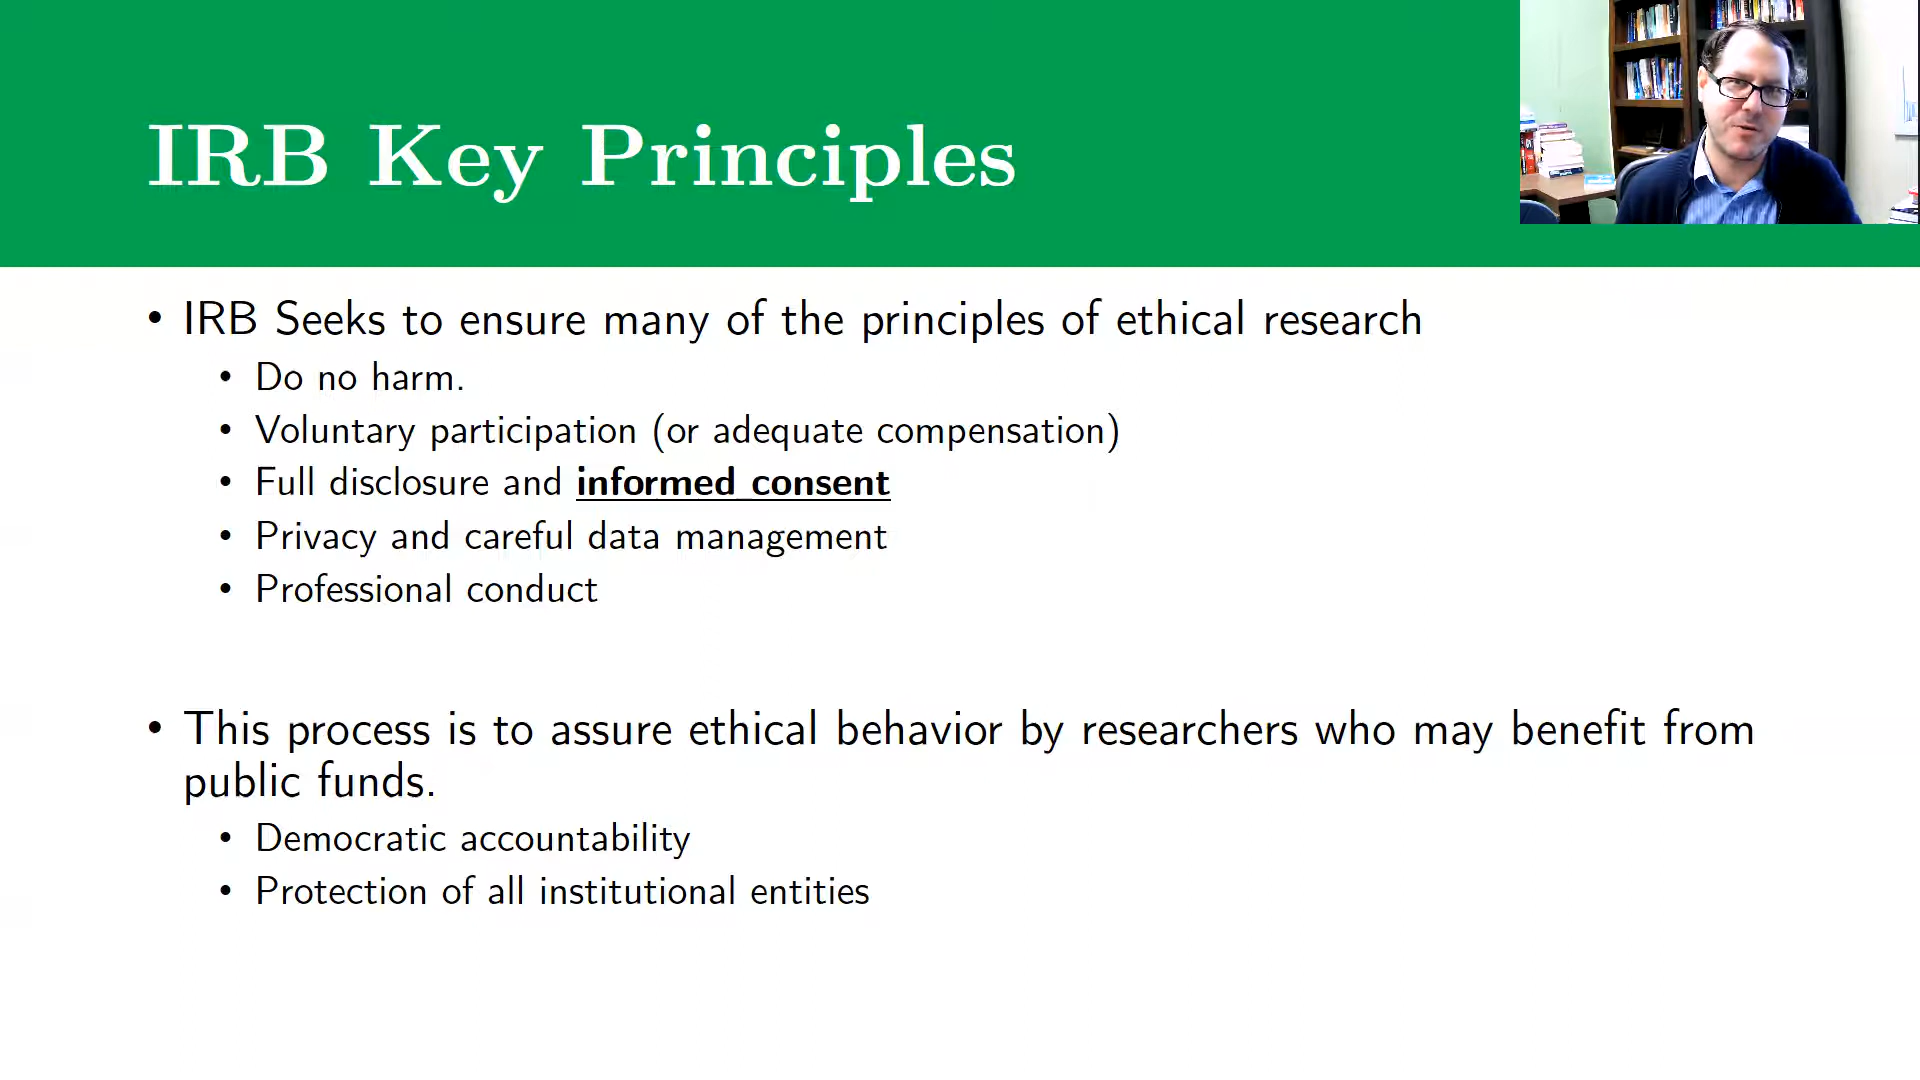 IRB Key Principles
• IRB Seeks to ensure many of the principles of ethical research
• Do no harm.
• Voluntary participation (or adequate compensation)
• Full disclosure and informed consent
• Privacy and careful data management
• Professional conduct
• This process is to assure ethical behavior by researchers who may benefit from
public funds.
• Democratic accountability
• Protection of all institutional entities